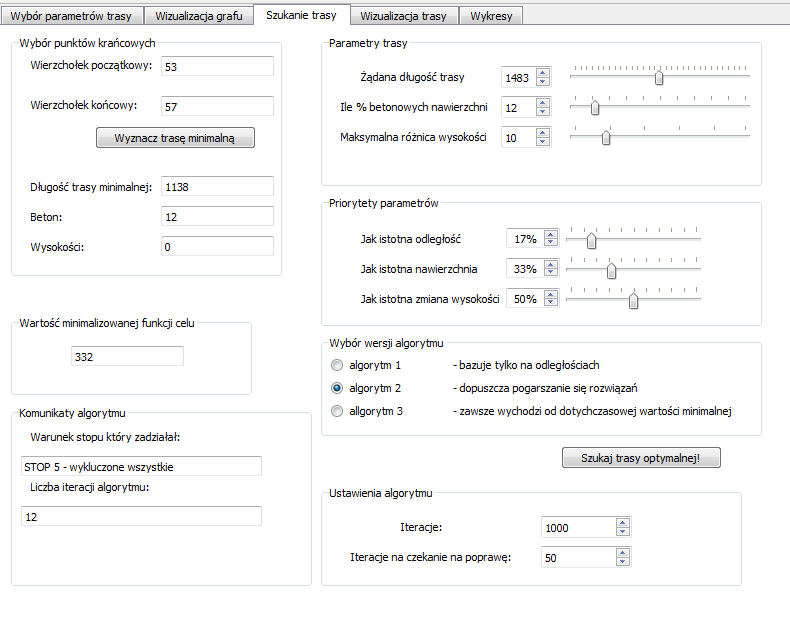 Wybór parametrów trasy
Wizualizacja grafu
Szukanie trasy
Wizualizacja trasy
Wykresy
Wybór punktów krańcowych
Wierzchołek początkowy: 53
Wierzchołek końcowy: 57
Wyznacz trasę minimalną
Długość trasy minimalnej: 1138
Beton: 12
Wysokości: 0
Wartość minimalizowanej funkcji celu
332
Komunikaty algorytmu
Warunek stopu który zadziałał:
STOP 5 - wykluczone wszystkie
Liczba iteracji algorytmu:
12
Parametry trasy
Żądana długość trasy 1483
Ile % betonowych nawierzchni 12
Maksymalna różnica wysokości 10
Priorytety parametrów
Jak istotna odległość 17%
Jak istotna nawierzchnia 33%
Jak istotna zmiana wysokości 50%
Wybór wersji algorytmu
algorytm 1 - bazuje tylko na odległościach
algorytm 2 - dopuszcza pogarszanie się rozwiązań
allgorytm 3 - zawsze wychodzi od dotychczasowej wartości minimalnej
Szukaj trasy optymalnej!
Ustawienia algorytmu
Iteracje: 1000
Iteracje na czekanie na poprawę: 50